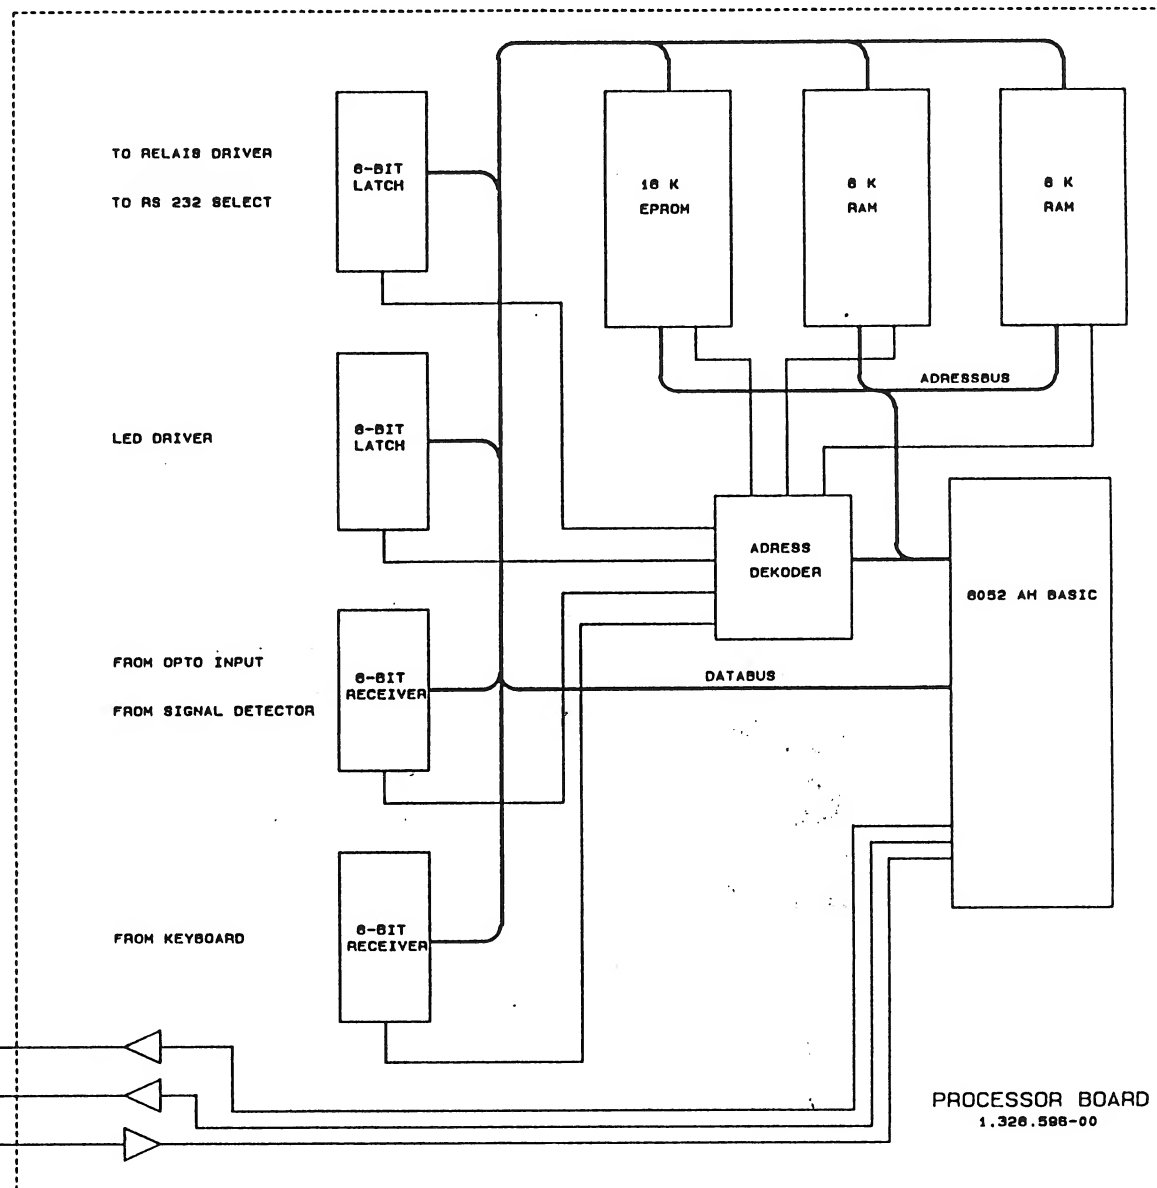 TO RELAIS DRIVER
TO RS 232 SELECT
8-BIT
LATCH
16 K
EPROM
8 K
RAM
8 K
RAM
ADRESSBUS
LED DRIVER
8-BIT
LATCH
ADRESS
DEKODER
8052 AH BASIC
FROM OPTO INPUT
FROM SIGNAL DETECTOR
8-BIT
RECEIVER
DATABUS
FROM KEYBOARD
8-BIT
RECEIVER
PROCESSOR BOARD
1.328.596-00